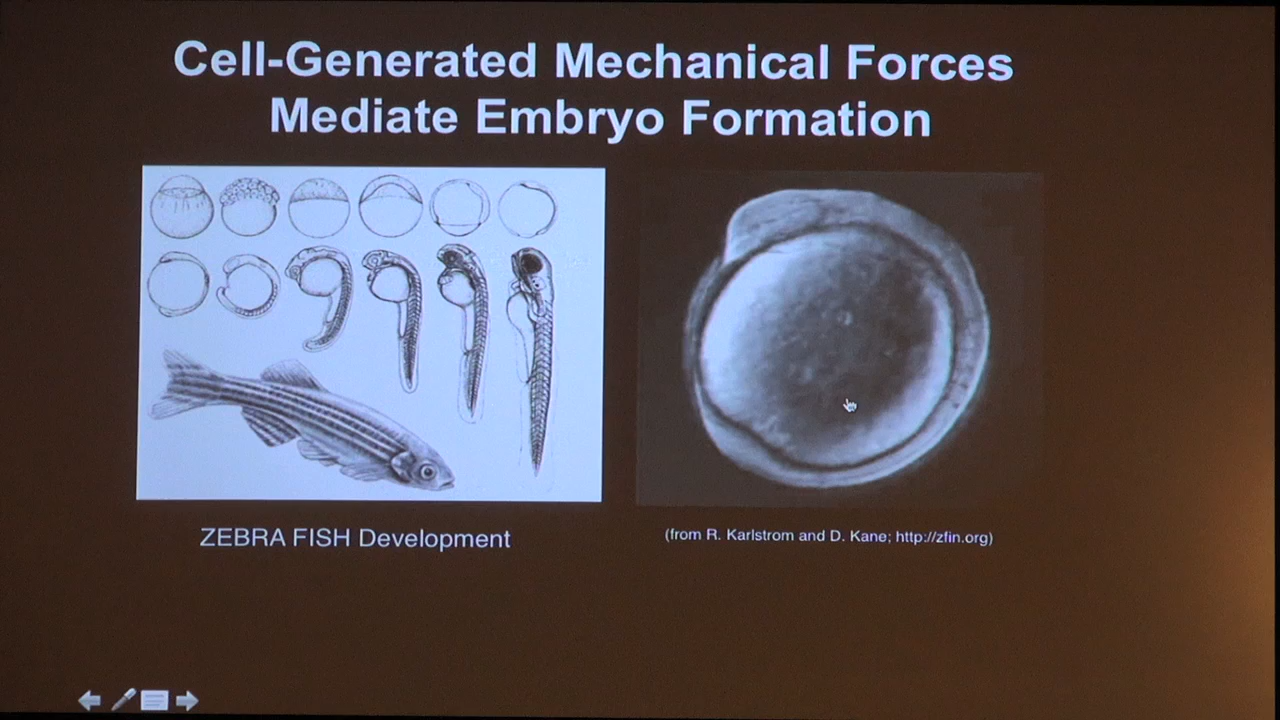 Cell-Generated Mechanical Forces
Mediate Embryo Formation
ZEBRA FISH Development
(from R. Karlstrom and D. Kane; http://zfin.org)